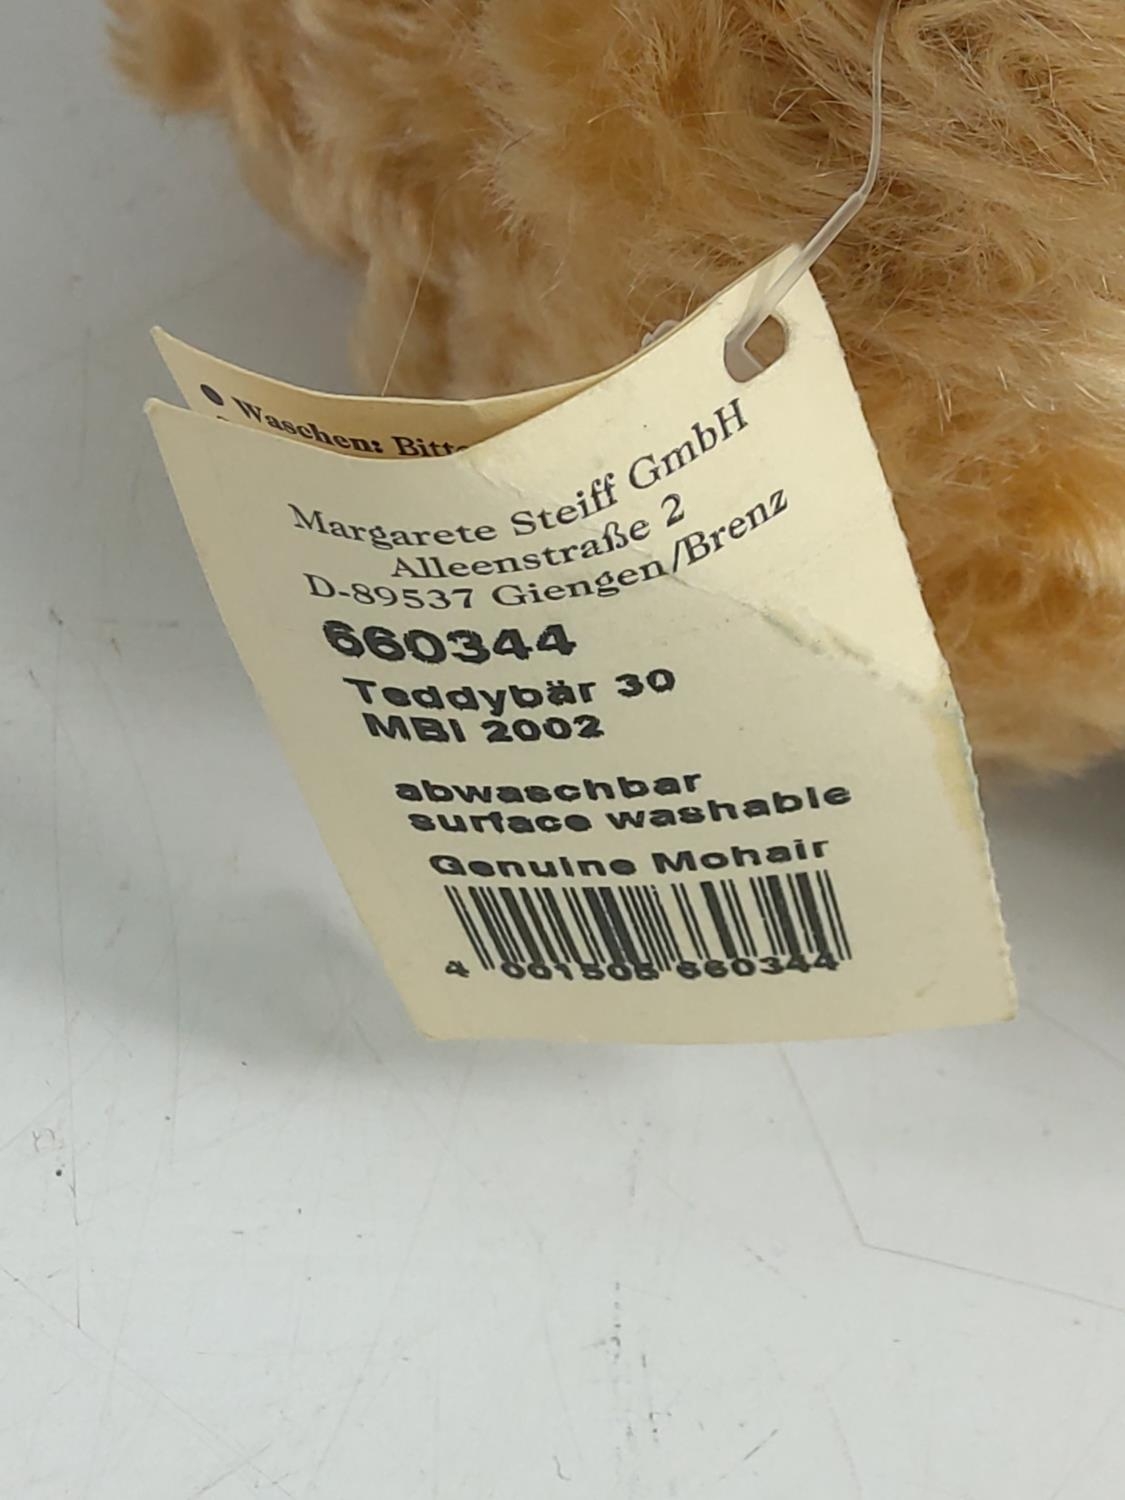 Waschen: Bitte
Margarete Steiff GmbH
Alleenstraße 2
D-89537 Giengen/Brenz
660344
Teddybär 30
MBI 2002
abwaschbar
surface washable
Genuine Mohair
4 001505 660344